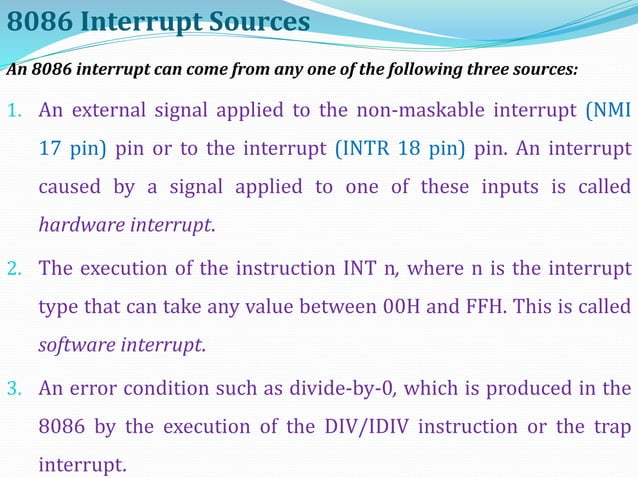 8086 Interrupt Sources
An 8086 interrupt can come from any one of the following three sources:
1. An external signal applied to the non-maskable interrupt (NMI
17 pin) pin or to the interrupt (INTR 18 pin) pin. An interrupt
caused by a signal applied to one of these inputs is called
hardware interrupt.
2. The execution of the instruction INT n, where n is the interrupt
type that can take any value between 00H and FFH. This is called
software interrupt.
3. An error condition such as divide-by-0, which is produced in the
8086 by the execution of the DIV/IDIV instruction or the trap
interrupt.